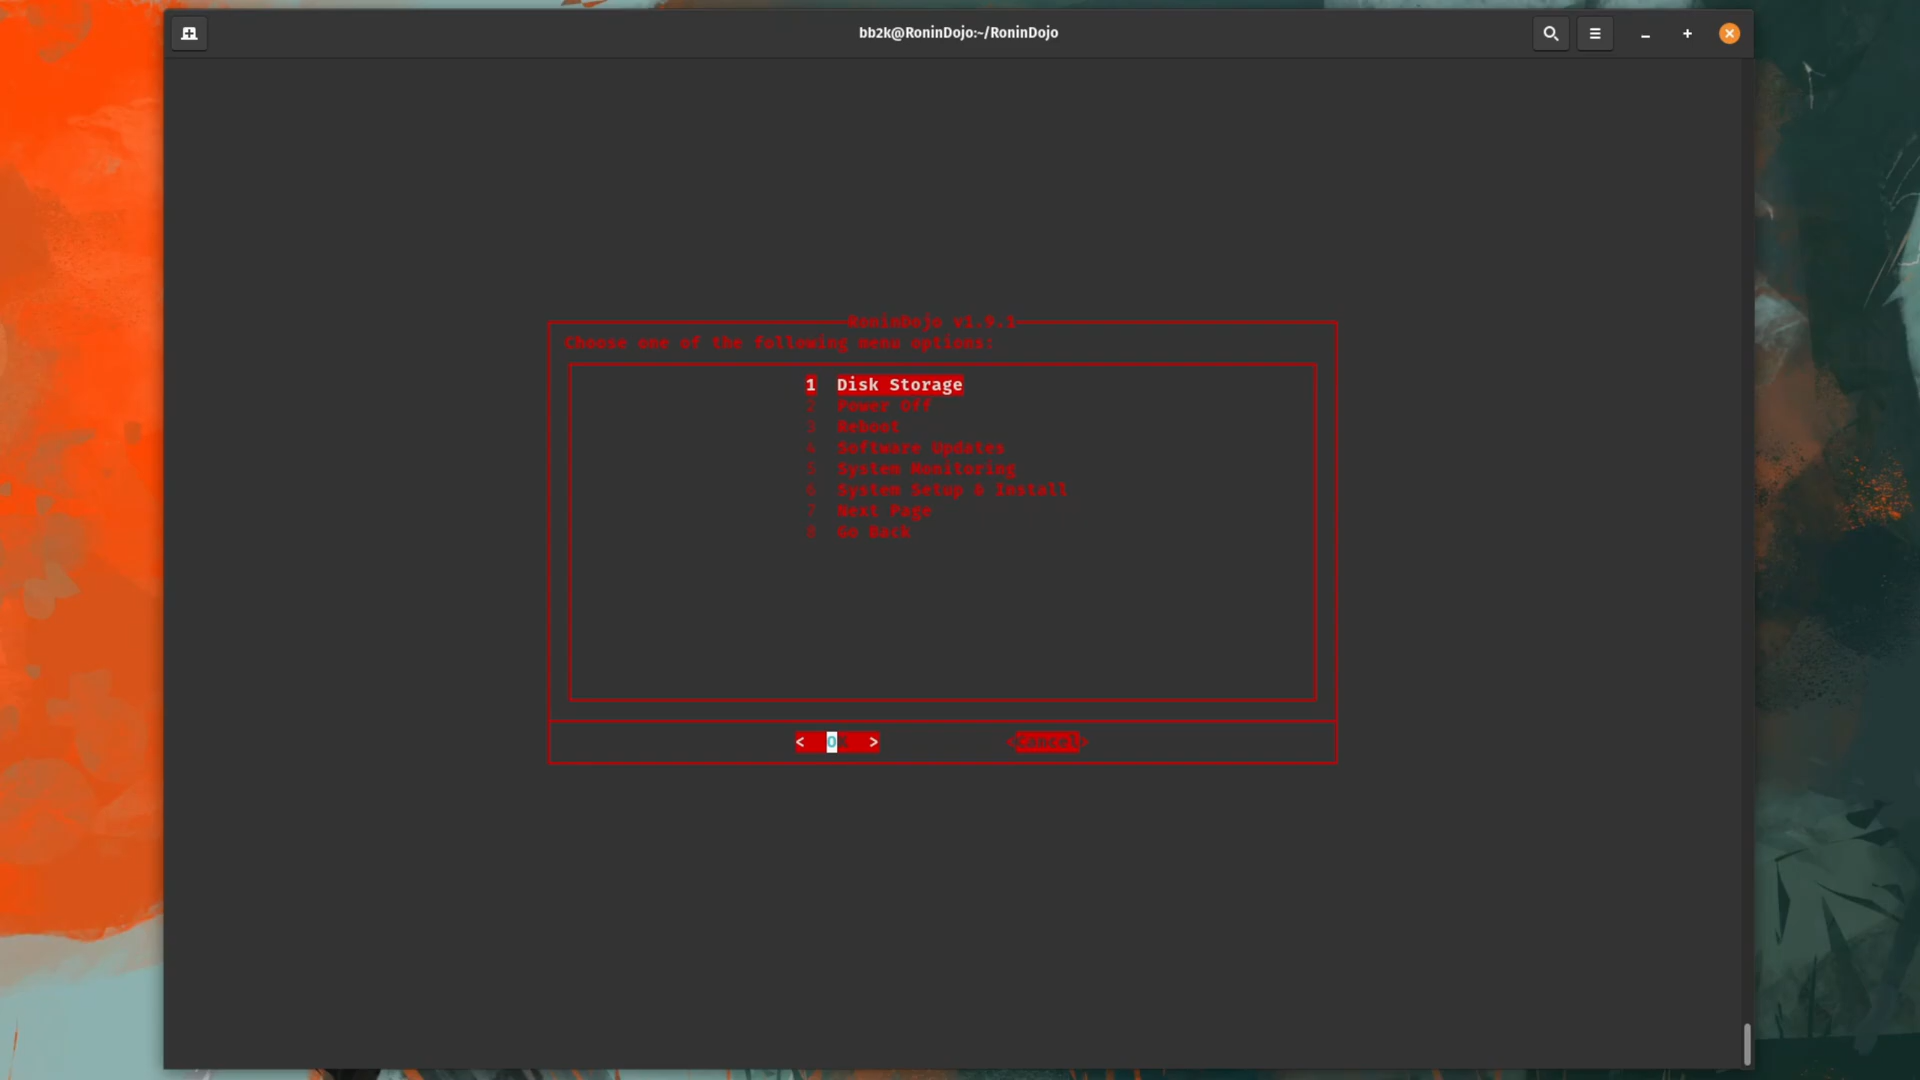 bb2k@RoninDojo:~/RoninDojo
RoninDojo v1.9.1
Choose one of the following menu options:
1 Disk Storage
2 Power Off
3 Reboot
4 Software Updates
5 System Monitoring
6 System Setup & Install
7 Next Page
8 Go Back
< OK > <Cancel>